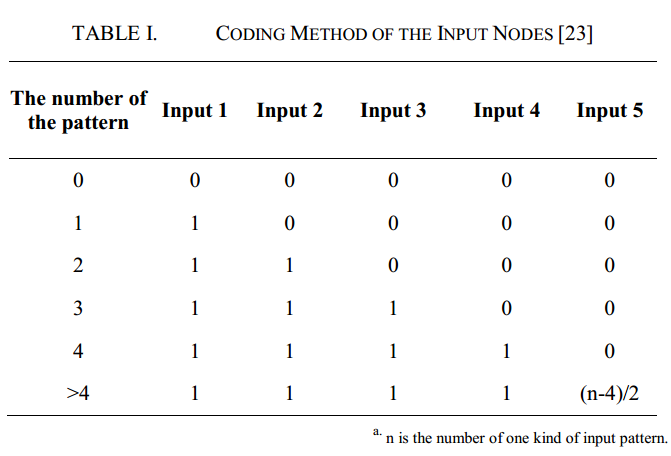 TABLE I. CODING METHOD OF THE INPUT NODES [23]
The number of the pattern Input 1 Input 2 Input 3 Input 4 Input 5
0 0 0 0 0 0
1 1 0 0 0 0
2 1 1 0 0 0
3 1 1 1 0 0
4 1 1 1 1 0
>4 1 1 1 1 (n-4)/2
a. n is the number of one kind of input pattern.